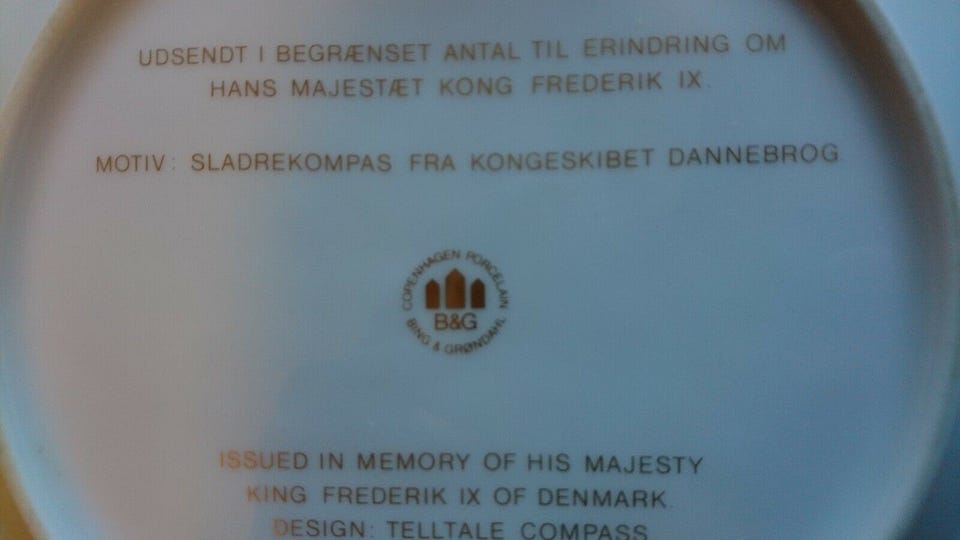 UDSENDT I BEGRÆNSET ANTAL TIL ERINDRING OM
HANS MAJESTÆT KONG FREDERIK IX.
MOTIV: SLADREKOMPAS FRA KONGESKIBET DANNEBROG
COPENHAGEN PORCELAIN
B&G
BING & GRØNDAHL
ISSUED IN MEMORY OF HIS MAJESTY
KING FREDERIK IX OF DENMARK.
DESIGN: TELLTALE COMPASS